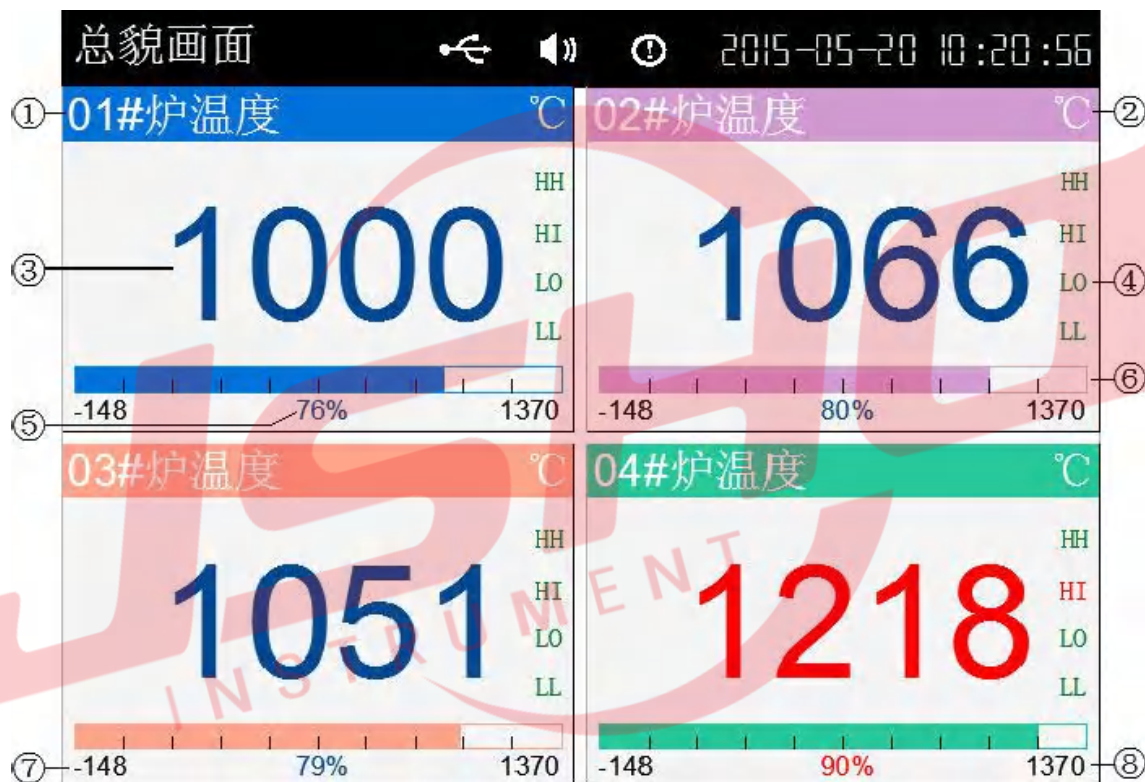 总貌画面 2015-05-20 10:20:56
① 01#炉温度 ℃
HH
HI
③ 1000 LO
LL
⑤ -148 76% 1370
02#炉温度 ℃ ②
HH
HI
1066 LO ④
LL
⑥
-148 80% 1370
03#炉温度 ℃
HH
HI
1051 LO
LL
⑦ -148 79% 1370
04#炉温度 ℃
HH
HI
1218 LO
LL
-148 90% 1370 ⑧
JSHO
INSTRUMENT